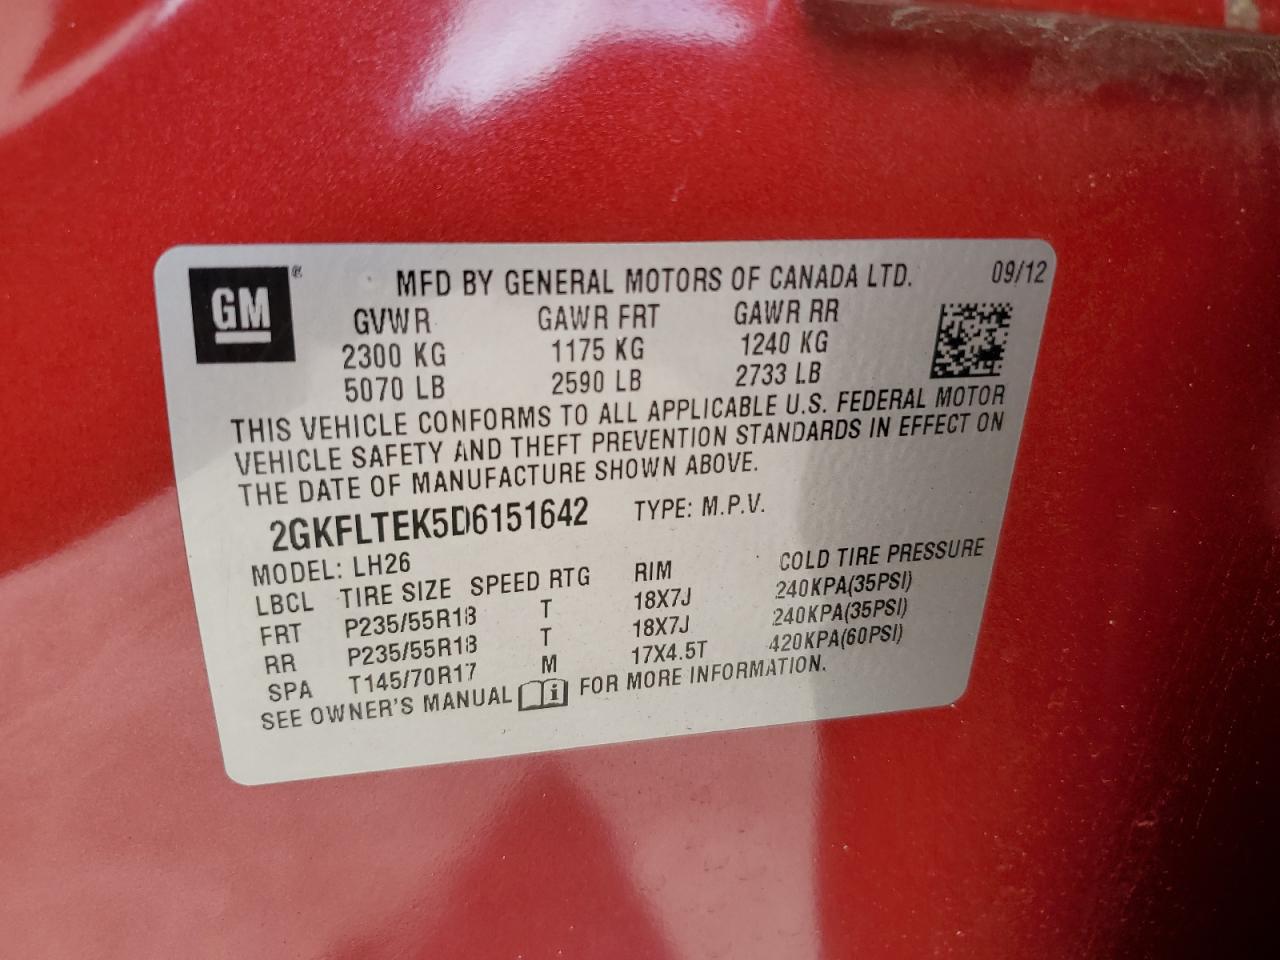 GM ® MFD BY GENERAL MOTORS OF CANADA LTD. 09/12
GVWR GAWR FRT GAWR RR
2300 KG 1175 KG 1240 KG
5070 LB 2590 LB 2733 LB
THIS VEHICLE CONFORMS TO ALL APPLICABLE U.S. FEDERAL MOTOR
VEHICLE SAFETY AND THEFT PREVENTION STANDARDS IN EFFECT ON
THE DATE OF MANUFACTURE SHOWN ABOVE.
2GKFLTEK5D6151642 TYPE: M.P.V.
MODEL: LH26
LBCL TIRE SIZE SPEED RTG RIM COLD TIRE PRESSURE
FRT P235/55R18 T 18X7J 240KPA(35PSI)
RR P235/55R18 T 18X7J 240KPA(35PSI)
SPA T145/70R17 M 17X4.5T 420KPA(60PSI)
SEE OWNER'S MANUAL i FOR MORE INFORMATION.